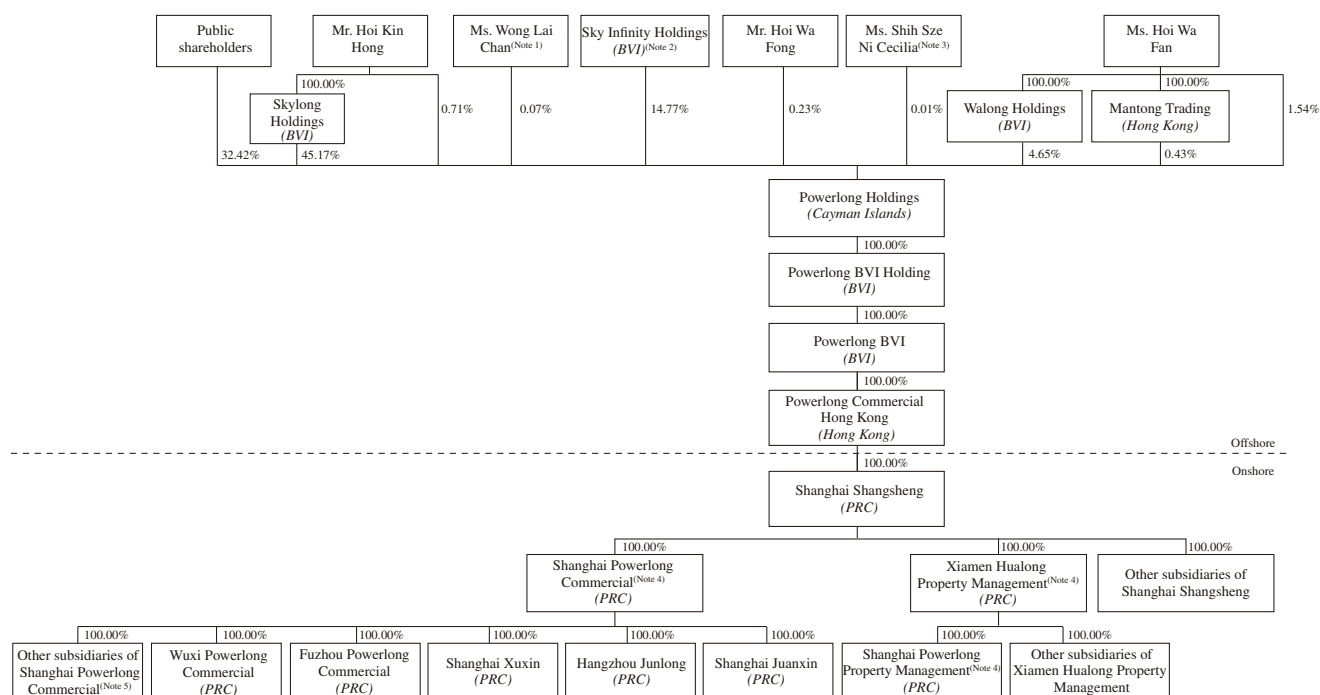 Public
shareholders
Mr. Hoi Kin
Hong
Ms. Wong Lai
Chan(Note 1)
Sky Infinity Holdings
(BVI)(Note 2)
Mr. Hoi Wa
Fong
Ms. Shih Sze
Ni Cecilia(Note 3)
Ms. Hoi Wa
Fan
100.00%
100.00%
100.00%
Skylong
Holdings
(BVI)
0.71%
0.07%
14.77%
0.23%
0.01%
Walong Holdings
(BVI)
Mantong Trading
(Hong Kong)
1.54%
32.42%
45.17%
4.65%
0.43%
Powerlong Holdings
(Cayman Islands)
100.00%
Powerlong BVI Holding
(BVI)
100.00%
Powerlong BVI
(BVI)
100.00%
Powerlong Commercial
Hong Kong
(Hong Kong)
Offshore
Onshore
100.00%
Shanghai Shangsheng
(PRC)
100.00%
100.00%
100.00%
Shanghai Powerlong
Commercial(Note 4)
(PRC)
Xiamen Hualong
Property Management(Note 4)
(PRC)
Other subsidiaries of
Shanghai Shangsheng
100.00%
100.00%
100.00%
100.00%
100.00%
100.00%
100.00%
100.00%
Other subsidiaries of
Shanghai Powerlong
Commercial(Note 5)
Wuxi Powerlong
Commercial
(PRC)
Fuzhou Powerlong
Commercial
(PRC)
Shanghai Xuxin
(PRC)
Hangzhou Junlong
(PRC)
Shanghai Juanxin
(PRC)
Shanghai Powerlong
Property Management(Note 4)
(PRC)
Other subsidiaries of
Xiamen Hualong Property
Management